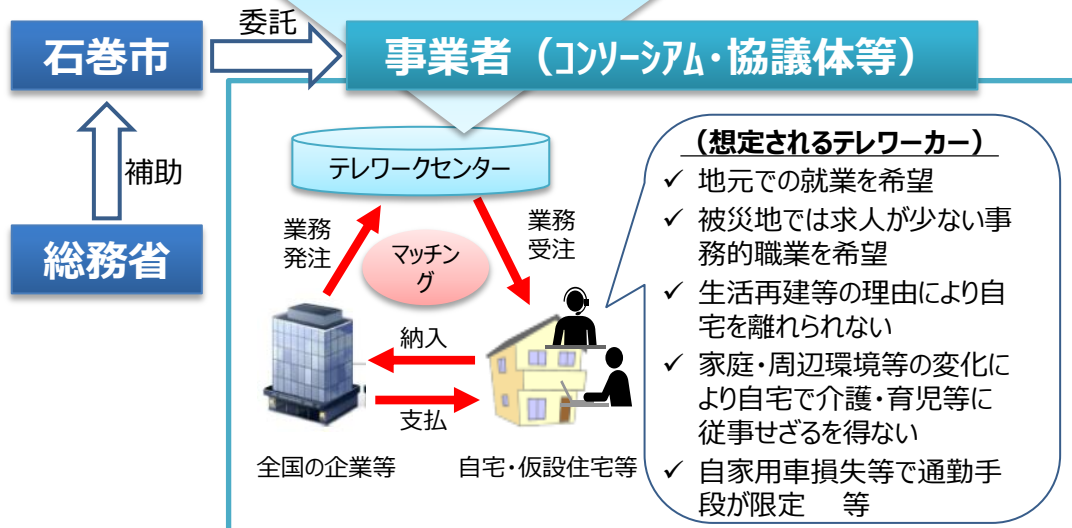 委託
石巻市
事業者（ｺﾝｿｰｼｱﾑ・協議体等）
補助
総務省
テレワークセンター
業務
発注
マッチン
グ
業務
受注
納入
支払
全国の企業等
自宅・仮設住宅等
（想定されるテレワーカー）
✓ 地元での就業を希望
✓ 被災地では求人が少ない事
務的職業を希望
✓ 生活再建等の理由により自
宅を離れられない
✓ 家庭・周辺環境等の変化に
より自宅で介護・育児等に
従事せざるを得ない
✓ 自家用車損失等で通勤手
段が限定　等